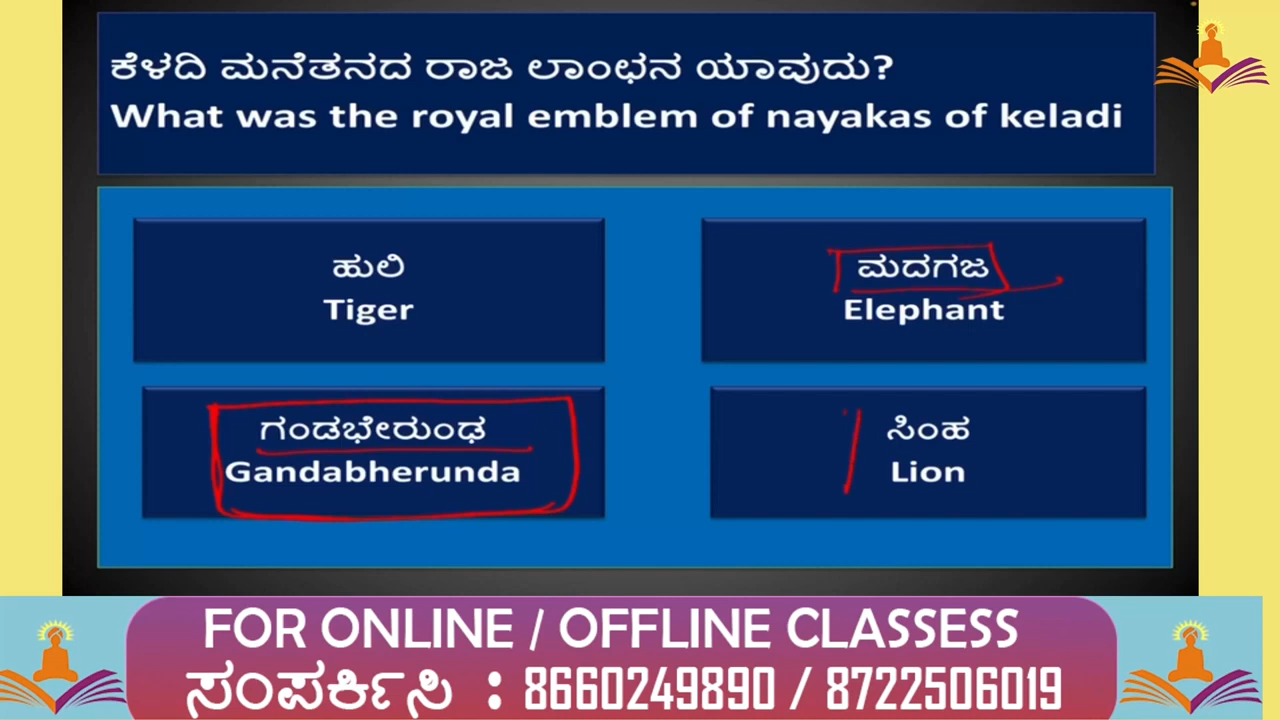 ಕೆಳದಿ ಮನೆತನದ ರಾಜ ಲಾಂಛನ ಯಾವುದು?
What was the royal emblem of nayakas of keladi
ಹುಲಿ
Tiger
ಮದಗಜ
Elephant
ಗಂಡಭೇರುಂಢ
Gandabherunda
ಸಿಂಹ
Lion
FOR ONLINE / OFFLINE CLASSESS
ಸಂಪರ್ಕಿಸಿ : 8660249890 / 8722506019